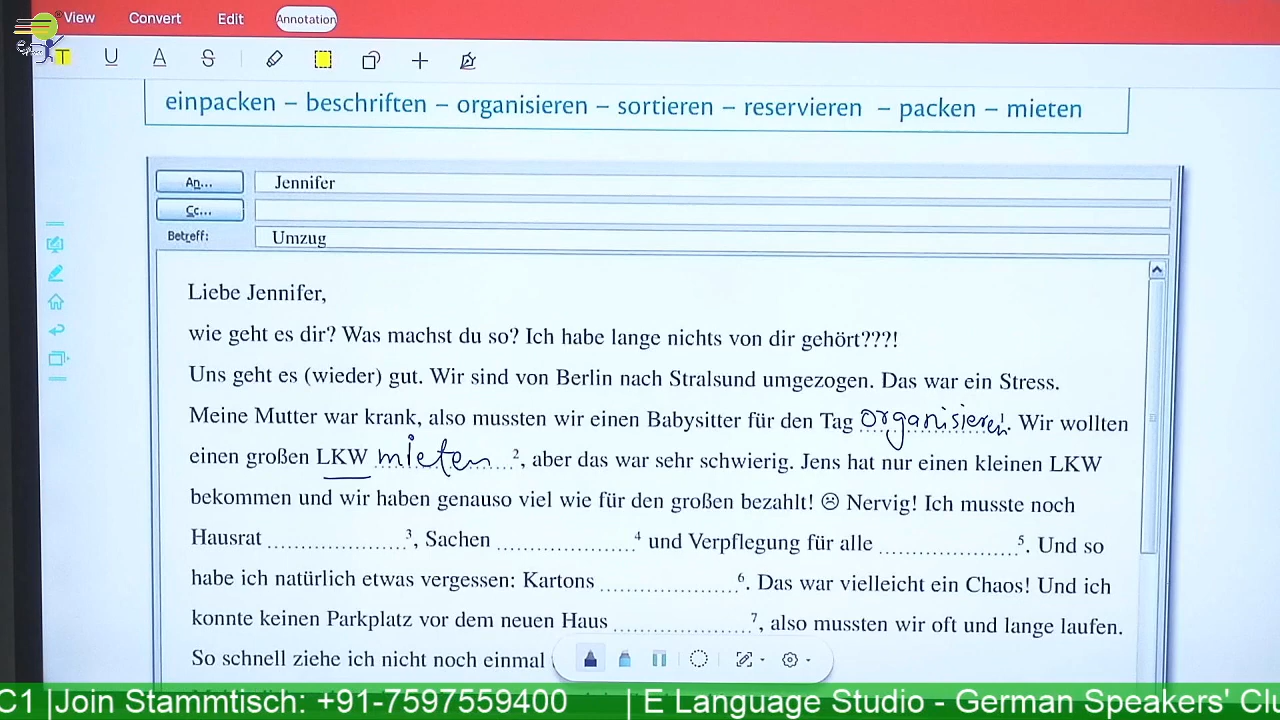 View Convert Edit Annotation
T U A S
einpacken – beschriften – organisieren – sortieren – reservieren – packen – mieten
An... Jennifer
Cc...
Betreff: Umzug
Liebe Jennifer,
wie geht es dir? Was machst du so? Ich habe lange nichts von dir gehört???!
Uns geht es (wieder) gut. Wir sind von Berlin nach Stralsund umgezogen. Das war ein Stress.
Meine Mutter war krank, also mussten wir einen Babysitter für den Tag organisieren¹. Wir wollten
einen großen LKW mieten ², aber das war sehr schwierig. Jens hat nur einen kleinen LKW
bekommen und wir haben genauso viel wie für den großen bezahlt! ☹ Nervig! Ich musste noch
Hausrat ....................³, Sachen ....................⁴ und Verpflegung für alle ....................⁵. Und so
habe ich natürlich etwas vergessen: Kartons ....................⁶. Das war vielleicht ein Chaos! Und ich
konnte keinen Parkplatz vor dem neuen Haus ....................⁷, also mussten wir oft und lange laufen.
So schnell ziehe ich nicht noch einmal
C1 |Join Stammtisch: +91-7597559400 | E Language Studio - German Speakers' Clu